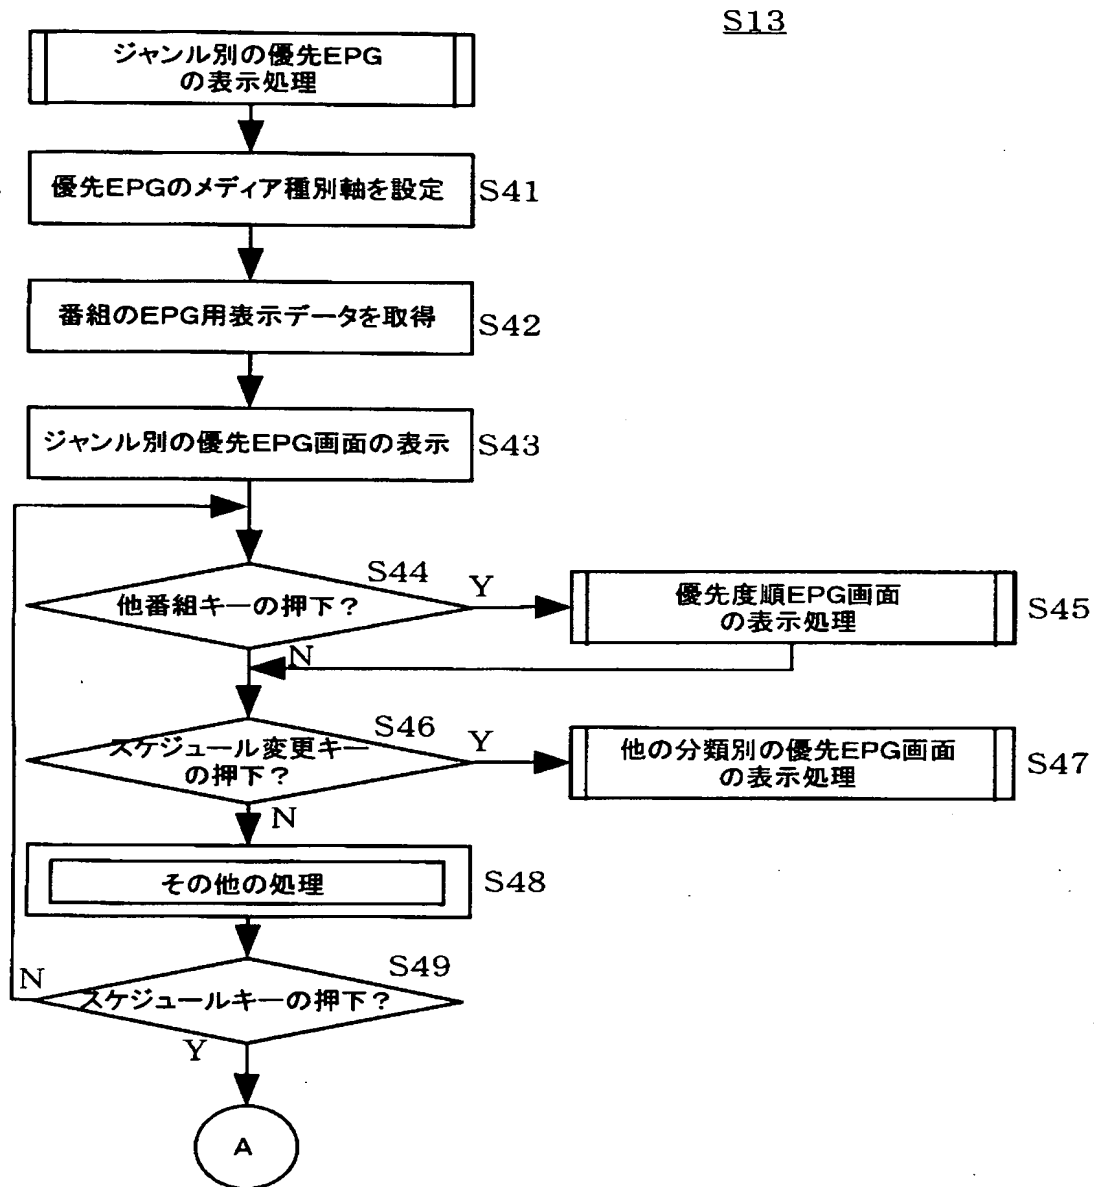 S13
ジャンル別の優先EPG
の表示処理
優先EPGのメディア種別軸を設定
S41
番組のEPG用表示データを取得
S42
ジャンル別の優先EPG画面の表示
S43
S44
他番組キーの押下？
Y
優先度順EPG画面
の表示処理
S45
N
S46
スケジュール変更キー
の押下？
Y
他の分類別の優先EPG画面
の表示処理
S47
N
その他の処理
S48
S49
N
スケジュールキーの押下？
Y
A